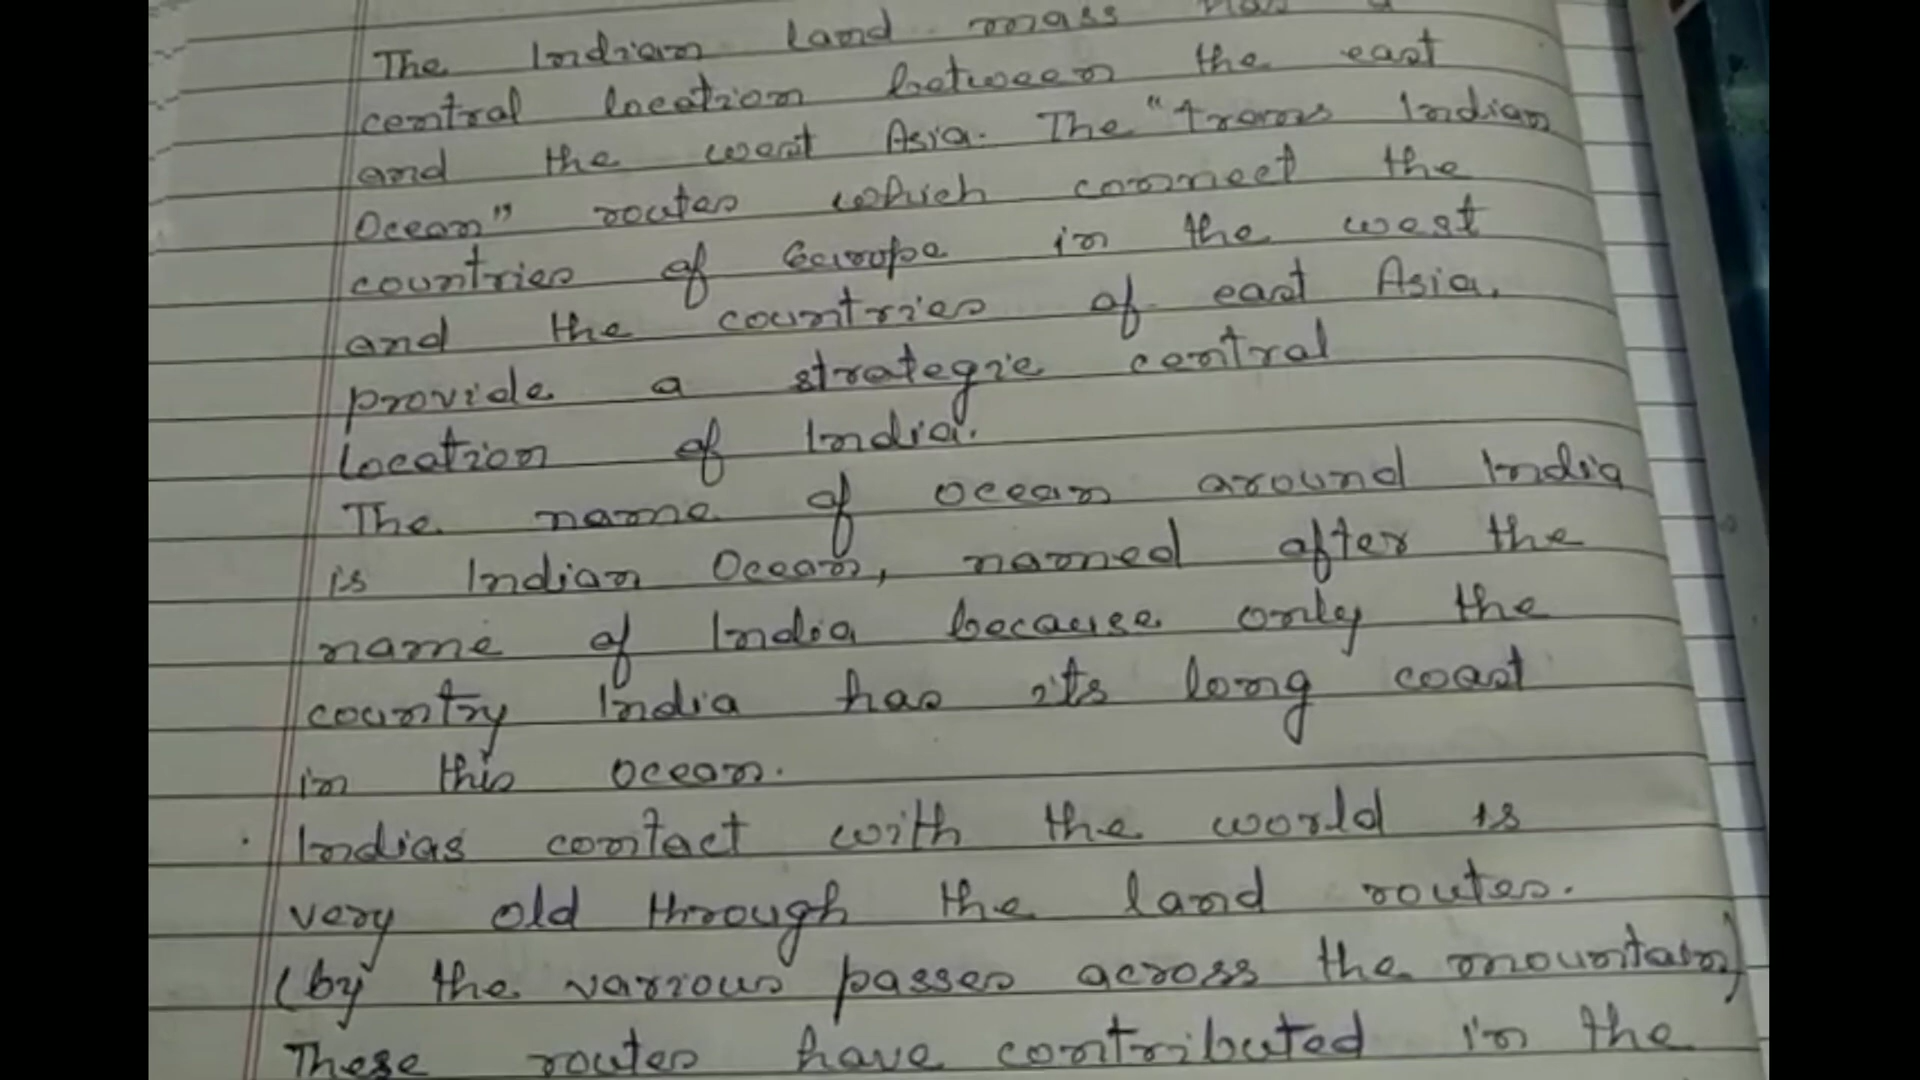 The Indian land mass has a
central location between the east
and the west Asia. The "trans Indian
Ocean" routes which connect the
countries of Europe in the west
and the countries of east Asia,
provide a strategic central
location of India.
The name of ocean around India
is Indian Ocean, named after the
name of India because only the
country India has its long coast
in this ocean.
Indias contact with the world is
very old through the land routes.
(by the various passes across the mountain)
These routes have contributed in the